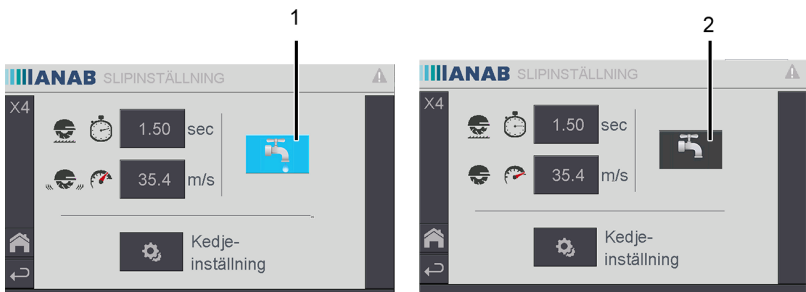 1
2
ANAB SLIPINSTÄLLNING
X4
1.50 sec
35.4 m/s
Kedje-
inställning
ANAB SLIPINSTÄLLNING
X4
1.50 sec
35.4 m/s
Kedje-
inställning